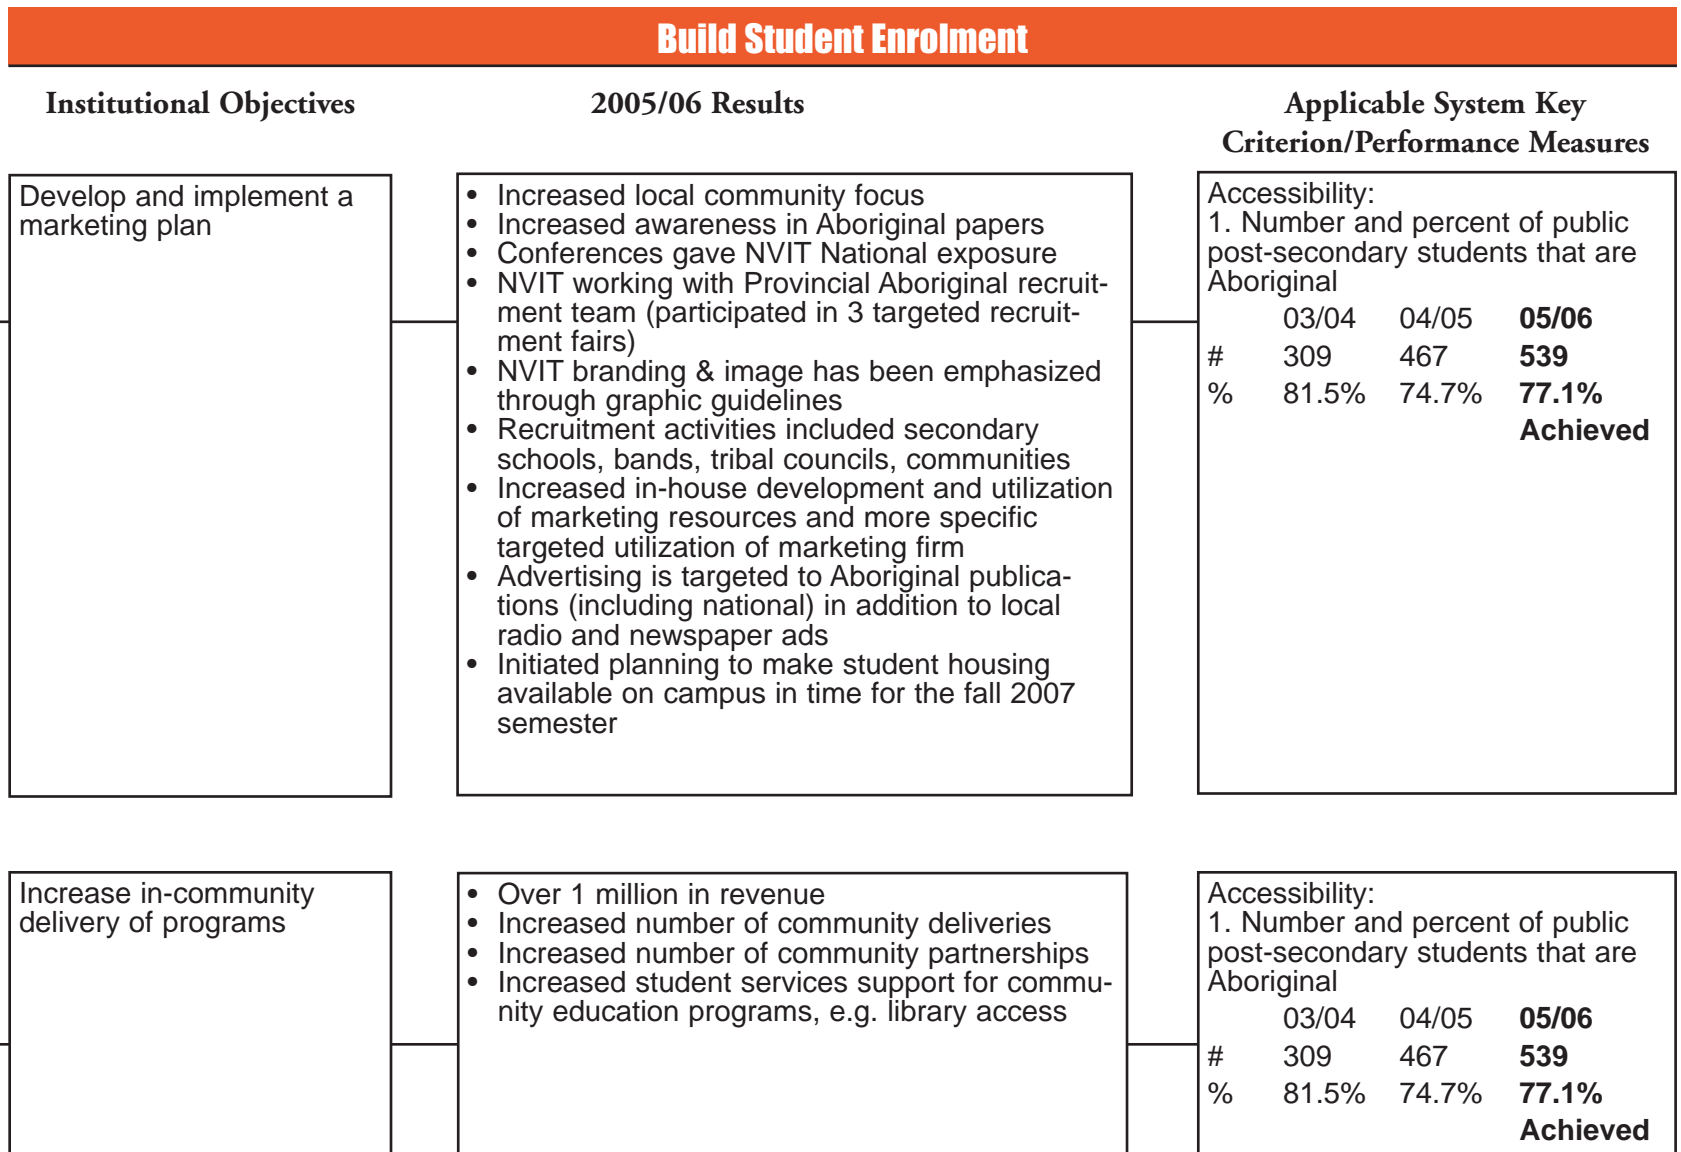 Build Student Enrolment
Institutional Objectives
2005/06 Results
Applicable System Key
Criterion/Performance Measures
Develop and implement a
marketing plan
• Increased local community focus
• Increased awareness in Aboriginal papers
• Conferences gave NVIT National exposure
• NVIT working with Provincial Aboriginal recruit-
ment team (participated in 3 targeted recruit-
ment fairs)
• NVIT branding & image has been emphasized
through graphic guidelines
• Recruitment activities included secondary
schools, bands, tribal councils, communities
• Increased in-house development and utilization
of marketing resources and more specific
targeted utilization of marketing firm
• Advertising is targeted to Aboriginal publica-
tions (including national) in addition to local
radio and newspaper ads
• Initiated planning to make student housing
available on campus in time for the fall 2007
semester
Accessibility:
1. Number and percent of public
post-secondary students that are
Aboriginal
03/04 04/05 05/06
# 309 467 539
% 81.5% 74.7% 77.1%
Achieved
Increase in-community
delivery of programs
• Over 1 million in revenue
• Increased number of community deliveries
• Increased number of community partnerships
• Increased student services support for commu-
nity education programs, e.g. library access
Accessibility:
1. Number and percent of public
post-secondary students that are
Aboriginal
03/04 04/05 05/06
# 309 467 539
% 81.5% 74.7% 77.1%
Achieved